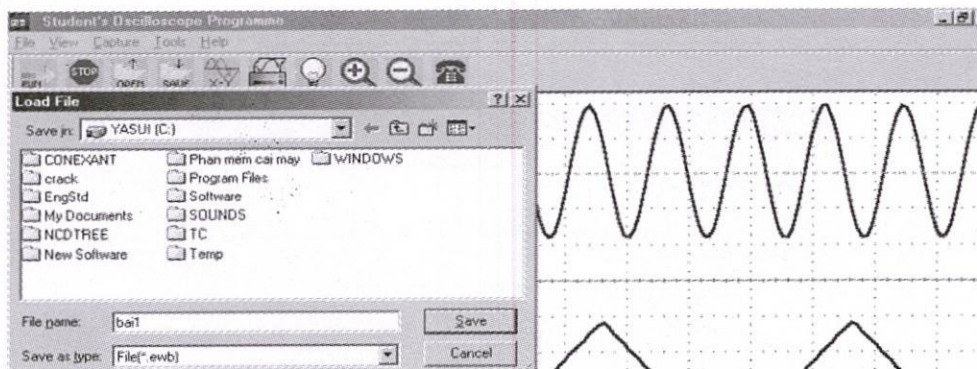 Student's Oscilloscope Programme
File View Capture Tools Help
RUN STOP OPEN SAVE X-Y
Load File
Save in: YASUI (C:)
CONEXANT Phan mem cai may WINDOWS
crack Program Files
EngStd Software
My Documents SOUNDS
NCDTREE TC
New Software Temp
File name: bai1 Save
Save as type: File(*.ewb) Cancel